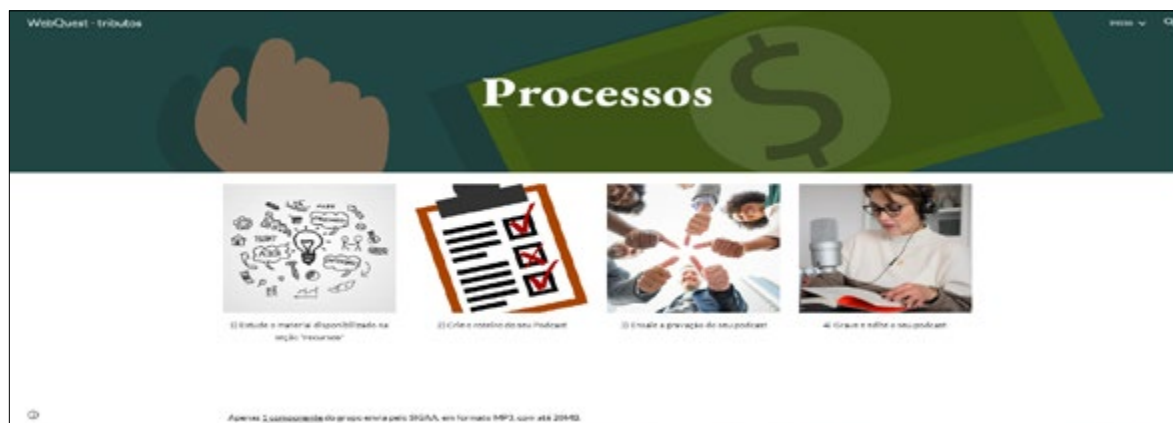 WebQuest - tributos
Início
Processos
1) Estude o material disponibilizado na
seção "recursos"
2) Crie o roteiro do seu Podcast
3) Ensaie a gravação do seu podcast
4) Grave e edite o seu podcast
Apenas 1 componente do grupo envia pelo SIGAA, em formato MP3, com até 20MB.